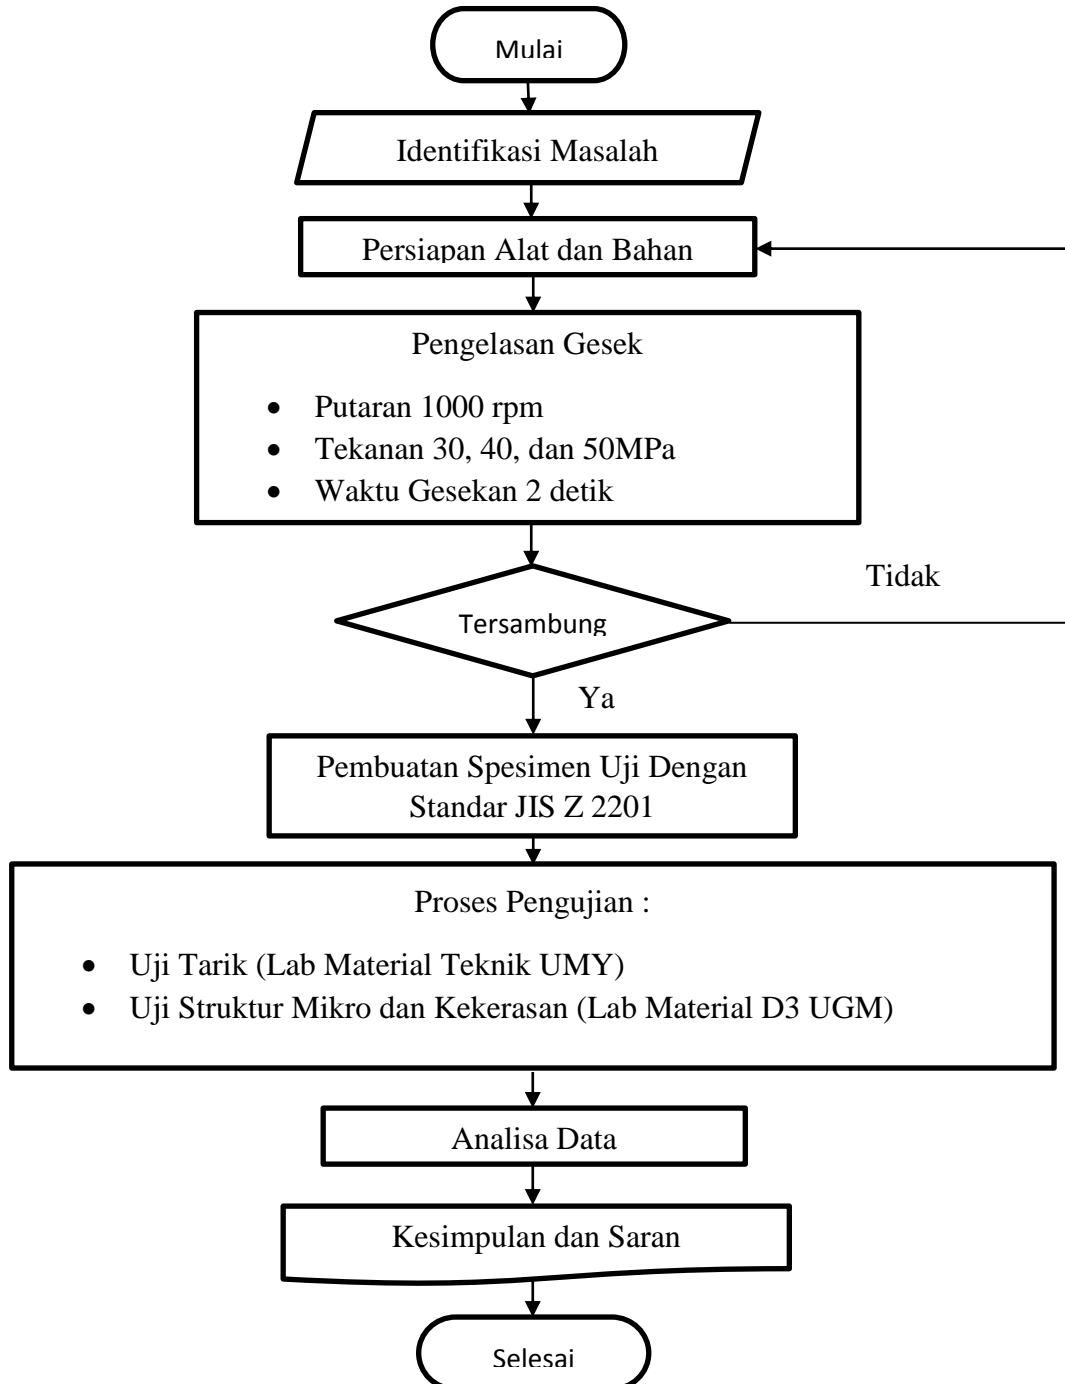 Mulai
Identifikasi Masalah
Persiapan Alat dan Bahan
Pengelasan Gesek
• Putaran 1000 rpm
• Tekanan 30, 40, dan 50MPa
• Waktu Gesekan 2 detik
Tidak
Tersambung
Ya
Pembuatan Spesimen Uji Dengan
Standar JIS Z 2201
Proses Pengujian :
• Uji Tarik (Lab Material Teknik UMY)
• Uji Struktur Mikro dan Kekerasan (Lab Material D3 UGM)
Analisa Data
Kesimpulan dan Saran
Selesai